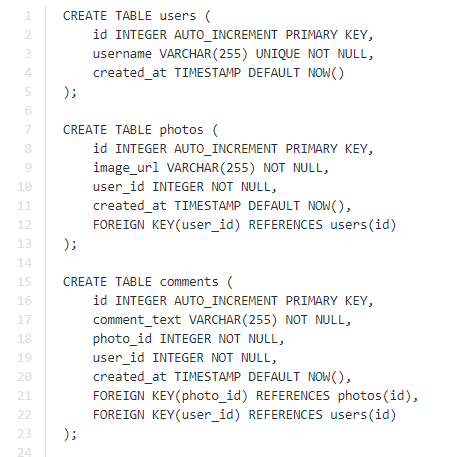 1 CREATE TABLE users (
2     id INTEGER AUTO_INCREMENT PRIMARY KEY,
3     username VARCHAR(255) UNIQUE NOT NULL,
4     created_at TIMESTAMP DEFAULT NOW()
5 );
6
7 CREATE TABLE photos (
8     id INTEGER AUTO_INCREMENT PRIMARY KEY,
9     image_url VARCHAR(255) NOT NULL,
10     user_id INTEGER NOT NULL,
11     created_at TIMESTAMP DEFAULT NOW(),
12     FOREIGN KEY(user_id) REFERENCES users(id)
13 );
14
15 CREATE TABLE comments (
16     id INTEGER AUTO_INCREMENT PRIMARY KEY,
17     comment_text VARCHAR(255) NOT NULL,
18     photo_id INTEGER NOT NULL,
19     user_id INTEGER NOT NULL,
20     created_at TIMESTAMP DEFAULT NOW(),
21     FOREIGN KEY(photo_id) REFERENCES photos(id),
22     FOREIGN KEY(user_id) REFERENCES users(id)
23 );
24